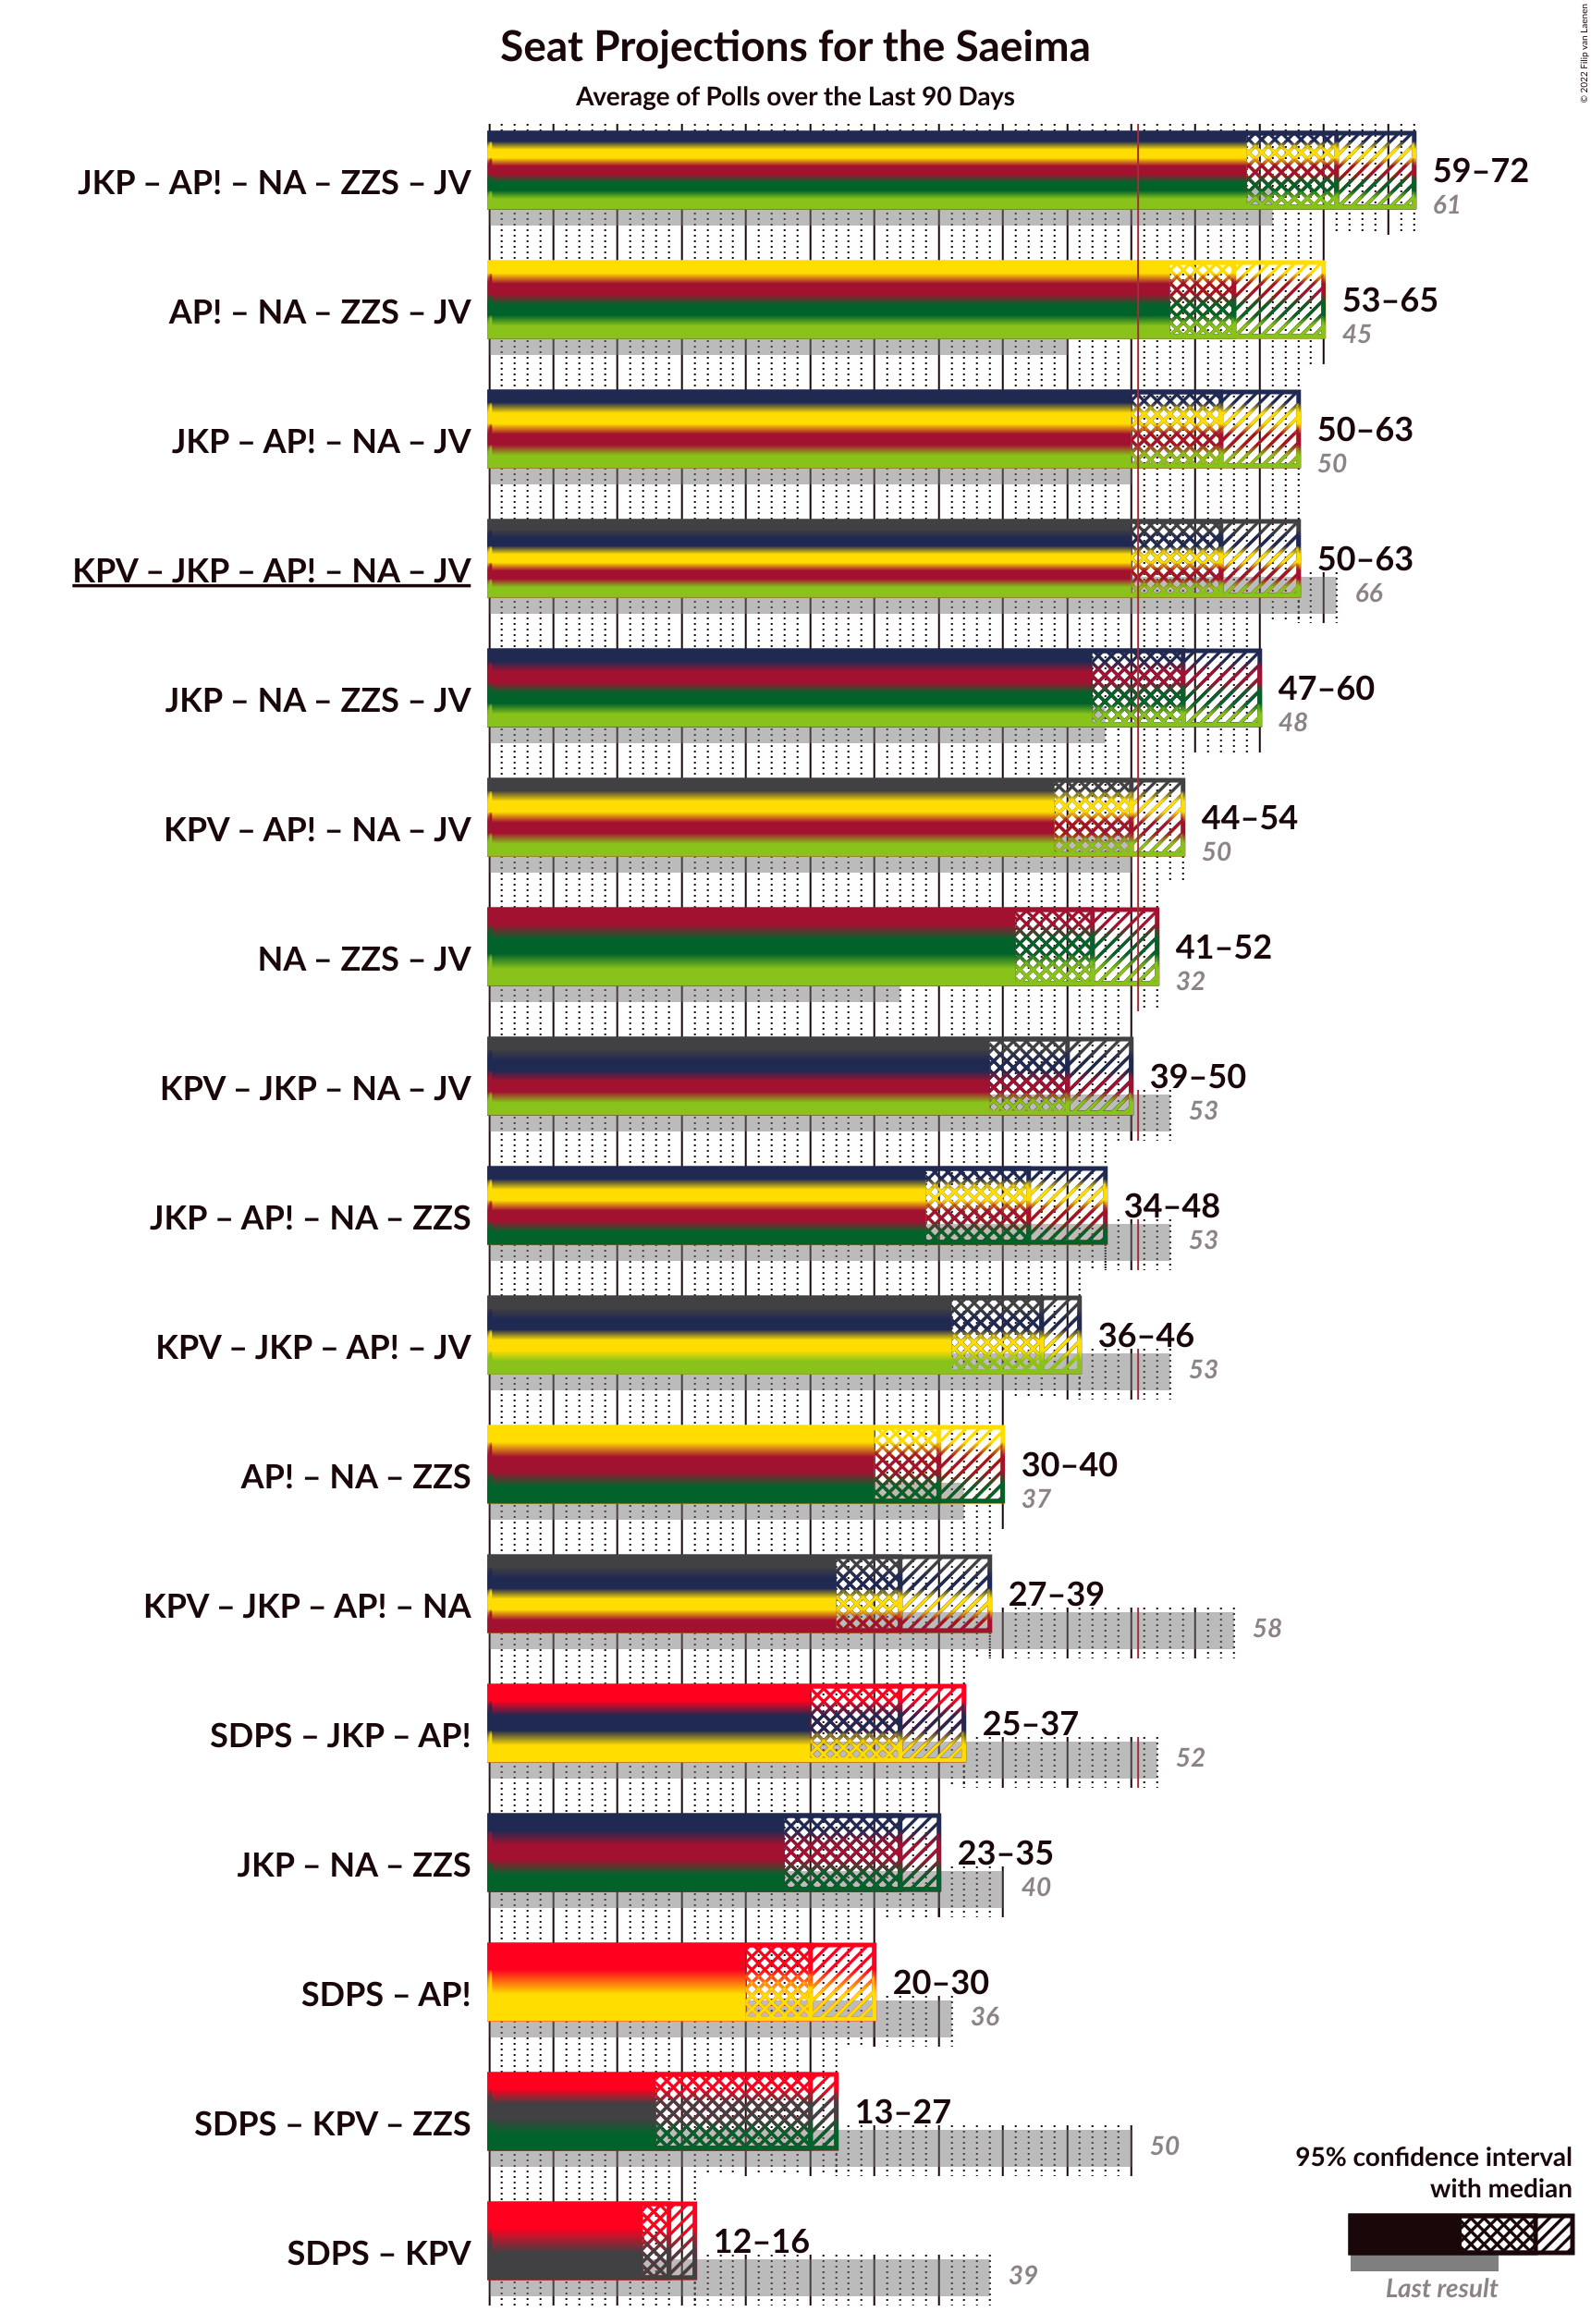 Seat Projections for the Saeima
Average of Polls over the Last 90 Days
© 2022 Filip van Laenen
JKP – AP! – NA – ZZS – JV
59–72
61
AP! – NA – ZZS – JV
53–65
45
JKP – AP! – NA – JV
50–63
50
KPV – JKP – AP! – NA – JV
50–63
66
JKP – NA – ZZS – JV
47–60
48
KPV – AP! – NA – JV
44–54
50
NA – ZZS – JV
41–52
32
KPV – JKP – NA – JV
39–50
53
JKP – AP! – NA – ZZS
34–48
53
KPV – JKP – AP! – JV
36–46
53
AP! – NA – ZZS
30–40
37
KPV – JKP – AP! – NA
27–39
58
SDPS – JKP – AP!
25–37
52
JKP – NA – ZZS
23–35
40
SDPS – AP!
20–30
36
SDPS – KPV – ZZS
13–27
50
SDPS – KPV
12–16
39
95% confidence interval
with median
Last result